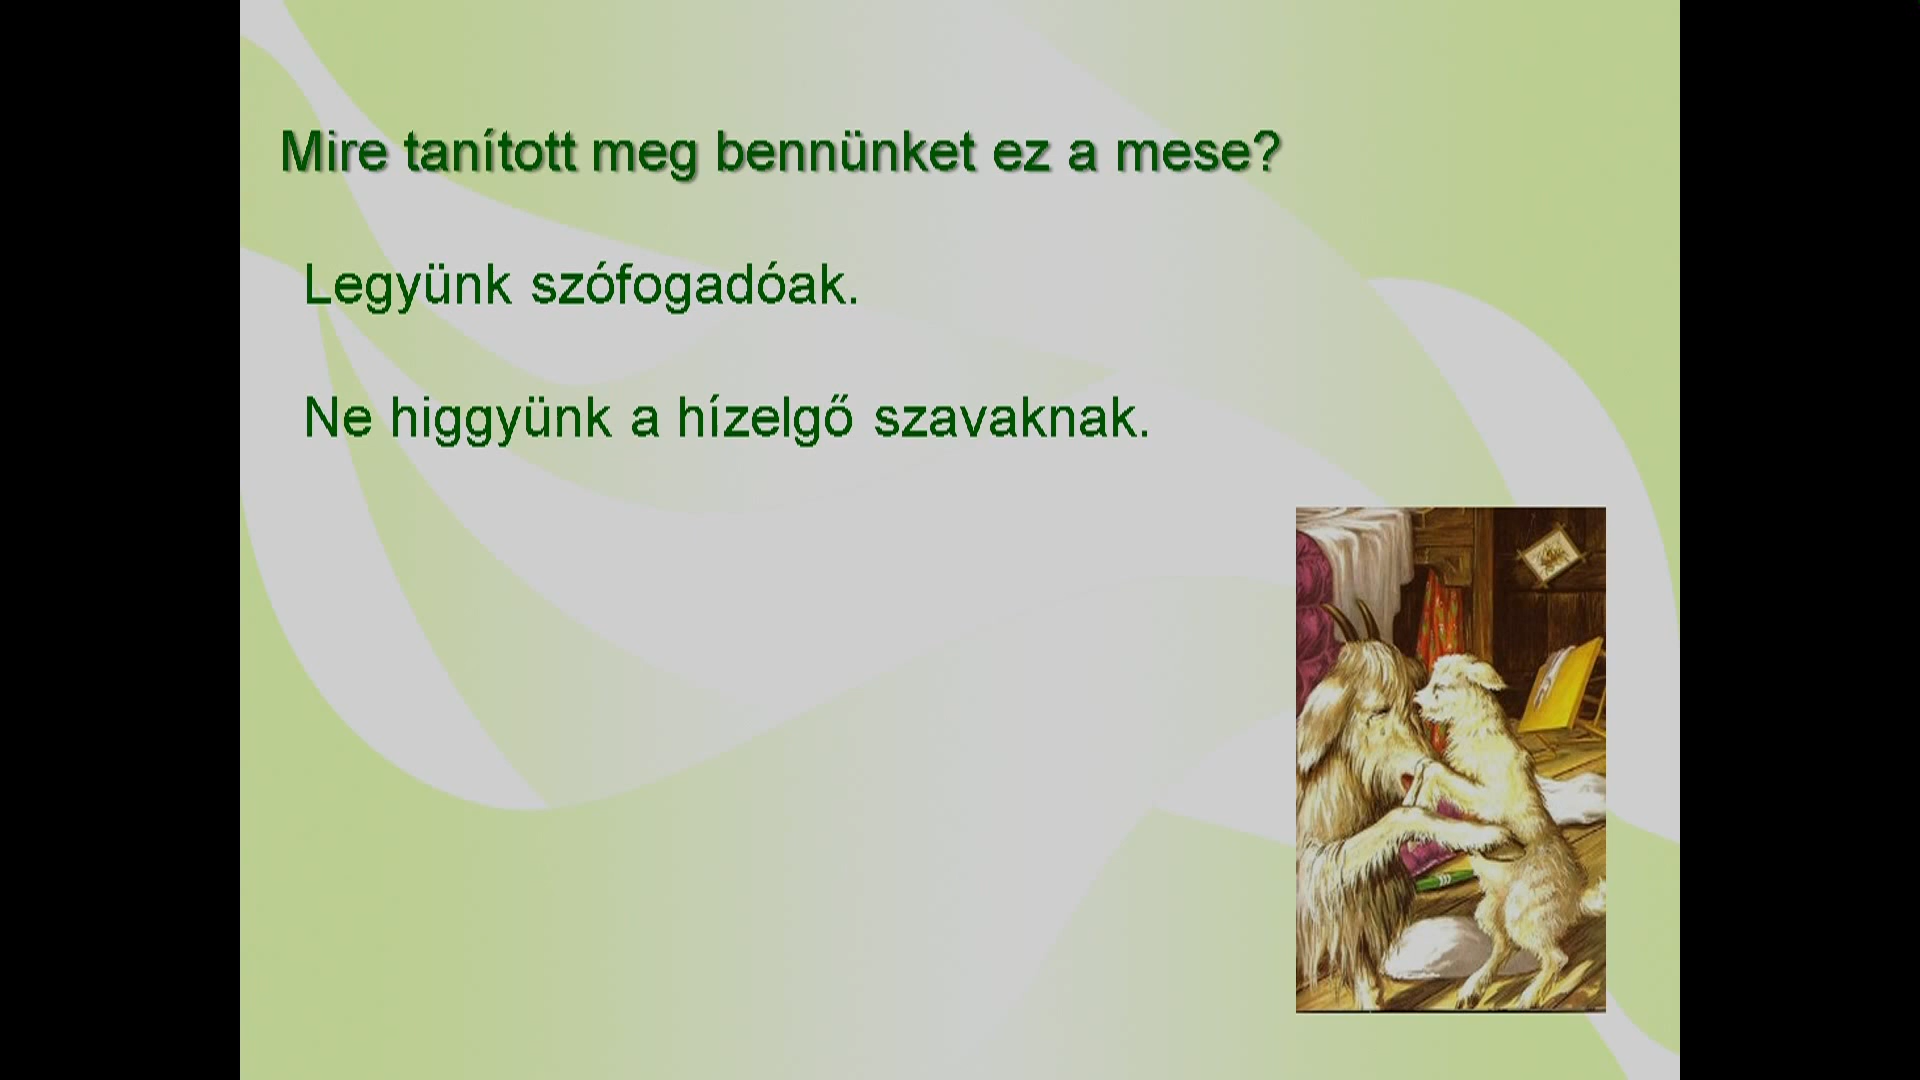 Mire tanított meg bennünket ez a mese?
Legyünk szófogadóak.
Ne higgyünk a hízelgő szavaknak.